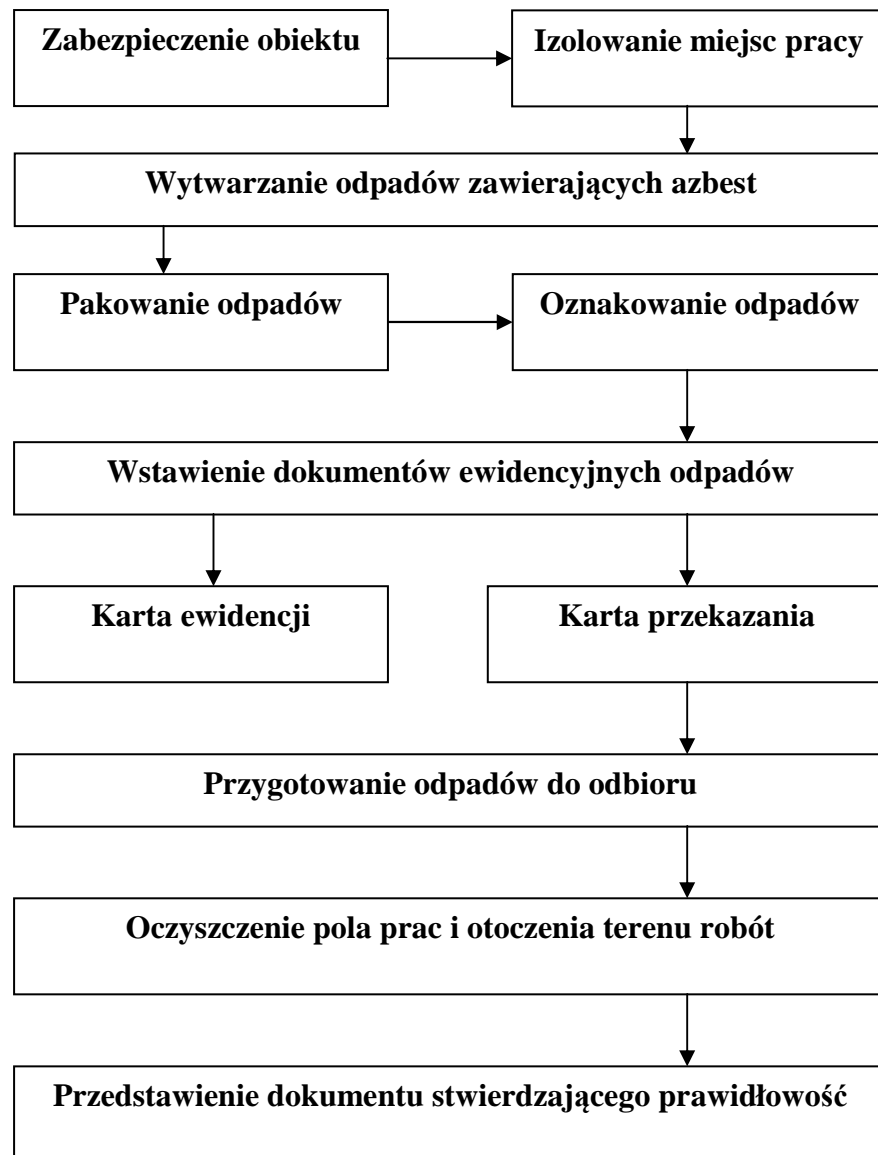 Zabezpieczenie obiektu
Izolowanie miejsc pracy
Wytwarzanie odpadów zawierających azbest
Pakowanie odpadów
Oznakowanie odpadów
Wstawienie dokumentów ewidencyjnych odpadów
Karta ewidencji
Karta przekazania
Przygotowanie odpadów do odbioru
Oczyszczenie pola prac i otoczenia terenu robót
Przedstawienie dokumentu stwierdzającego prawidłowość